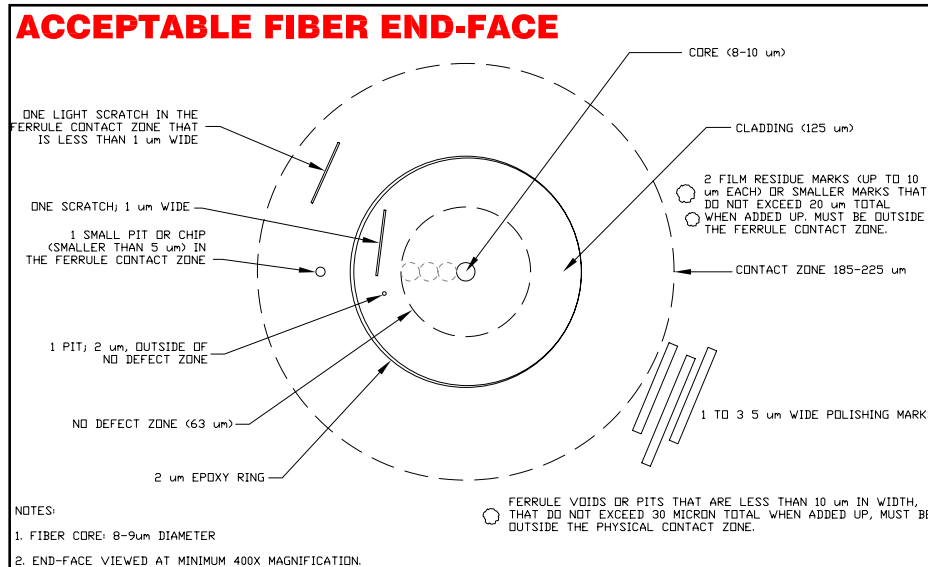 ACCEPTABLE FIBER END-FACE
CORE (8-10 um)
ONE LIGHT SCRATCH IN THE
FERRULE CONTACT ZONE THAT
IS LESS THAN 1 um WIDE
CLADDING (125 um)
2 FILM RESIDUE MARKS (UP TO 10
um EACH) OR SMALLER MARKS THAT
DO NOT EXCEED 20 um TOTAL
WHEN ADDED UP. MUST BE OUTSIDE
THE FERRULE CONTACT ZONE.
ONE SCRATCH; 1 um WIDE
1 SMALL PIT OR CHIP
(SMALLER THAN 5 um) IN
THE FERRULE CONTACT ZONE
CONTACT ZONE 185-225 um
1 PIT; 2 um, OUTSIDE OF
NO DEFECT ZONE
NO DEFECT ZONE (63 um)
1 TO 3 5 um WIDE POLISHING MARK
2 um EPOXY RING
FERRULE VOIDS OR PITS THAT ARE LESS THAN 10 um IN WIDTH,
THAT DO NOT EXCEED 30 MICRON TOTAL WHEN ADDED UP, MUST BE
OUTSIDE THE PHYSICAL CONTACT ZONE.
NOTES:
1. FIBER CORE: 8-9um DIAMETER
2. END-FACE VIEWED AT MINIMUM 400X MAGNIFICATION.